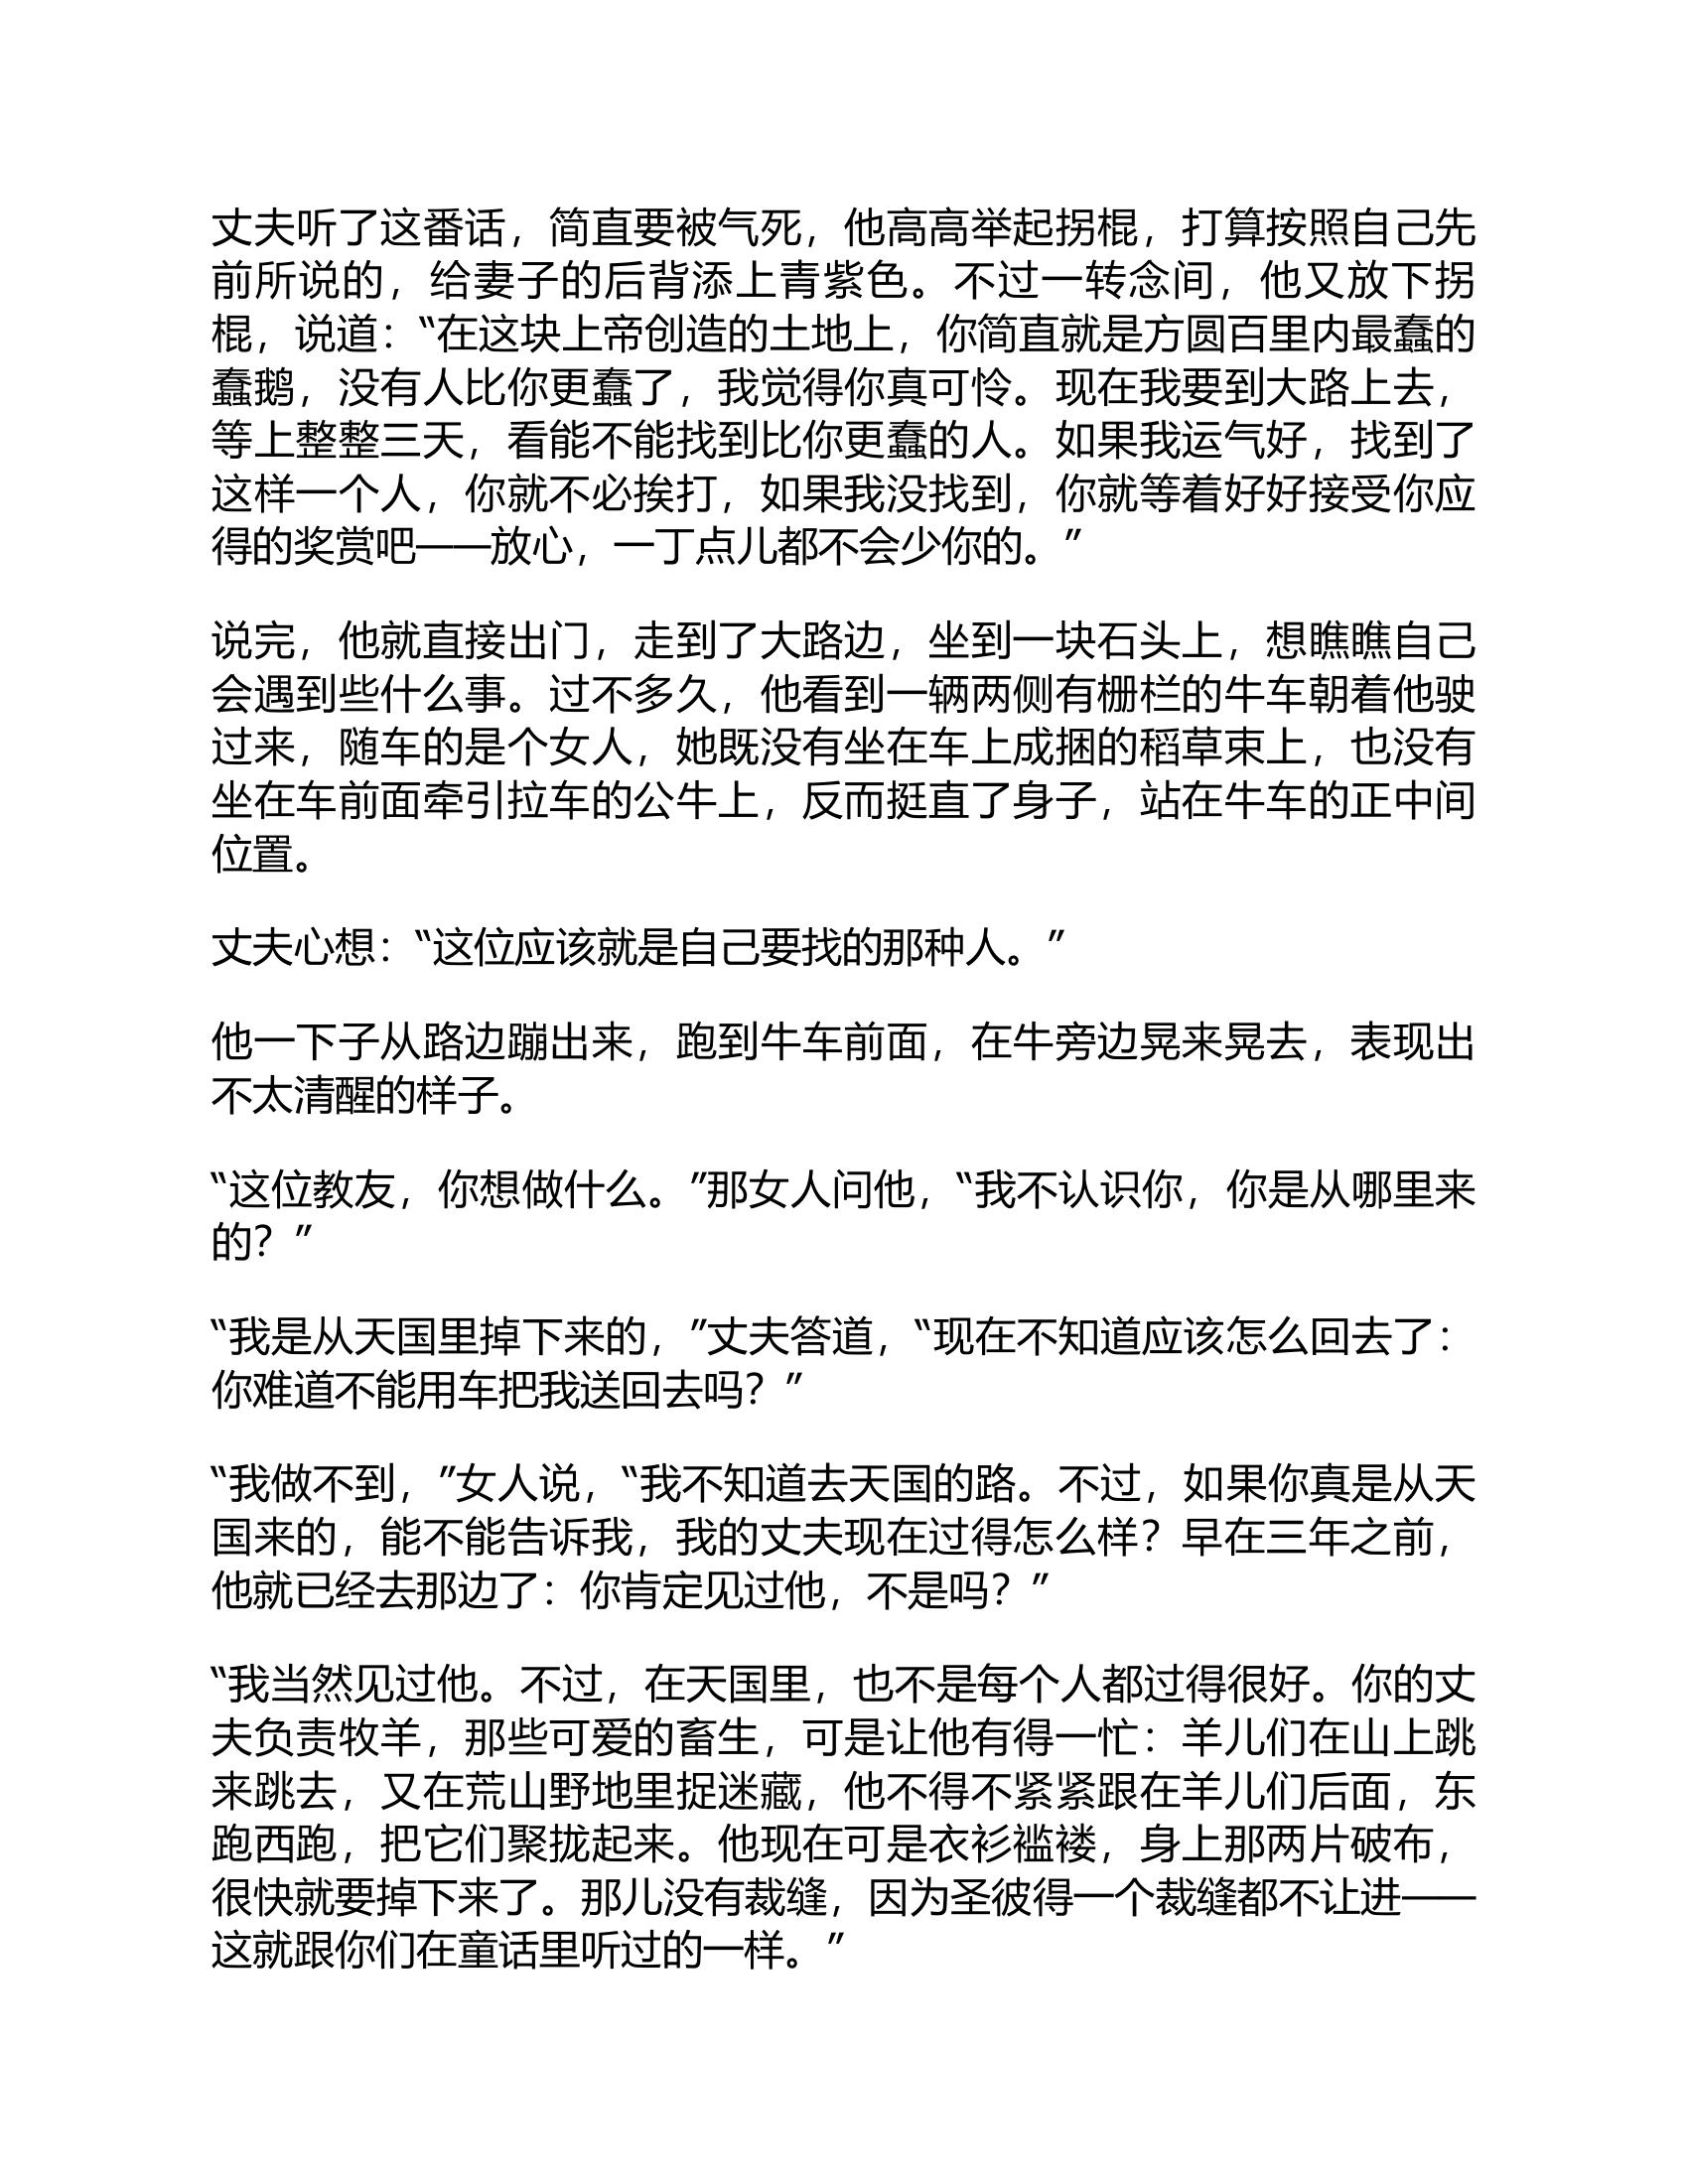 丈夫听了这番话，简直要被气死，他高高举起拐棍，打算按照自己先
前所说的，给妻子的后背添上青紫色。不过一转念间，他又放下拐
棍，说道：“在这块上帝创造的土地上，你简直就是方圆百里内最蠢的
蠢鹅，没有人比你更蠢了，我觉得你真可怜。现在我要到大路上去，
等上整整三天，看能不能找到比你更蠢的人。如果我运气好，找到了
这样一个人，你就不必挨打，如果我没找到，你就等着好好接受你应
得的奖赏吧——放心，一丁点儿都不会少你的。”
说完，他就直接出门，走到了大路边，坐到一块石头上，想瞧瞧自己
会遇到些什么事。过不多久，他看到一辆两侧有栅栏的牛车朝着他驶
过来，随车的是个女人，她既没有坐在车上成捆的稻草束上，也没有
坐在车前面牵引拉车的公牛上，反而挺直了身子，站在牛车的正中间
位置。
丈夫心想：“这位应该就是自己要找的那种人。”
他一下子从路边蹦出来，跑到牛车前面，在牛旁边晃来晃去，表现出
不太清醒的样子。
“这位教友，你想做什么。”那女人问他，“我不认识你，你是从哪里来
的？”
“我是从天国里掉下来的，”丈夫答道，“现在不知道应该怎么回去了：
你难道不能用车把我送回去吗？”
“我做不到，”女人说，“我不知道去天国的路。不过，如果你真是从天
国来的，能不能告诉我，我的丈夫现在过得怎么样？早在三年之前，
他就已经去那边了：你肯定见过他，不是吗？”
“我当然见过他。不过，在天国里，也不是每个人都过得很好。你的丈
夫负责牧羊，那些可爱的畜生，可是让他有得一忙：羊儿们在山上跳
来跳去，又在荒山野地里捉迷藏，他不得不紧紧跟在羊儿们后面，东
跑西跑，把它们聚拢起来。他现在可是衣衫褴褛，身上那两片破布，
很快就要掉下来了。那儿没有裁缝，因为圣彼得一个裁缝都不让进——
这就跟你们在童话里听过的一样。”